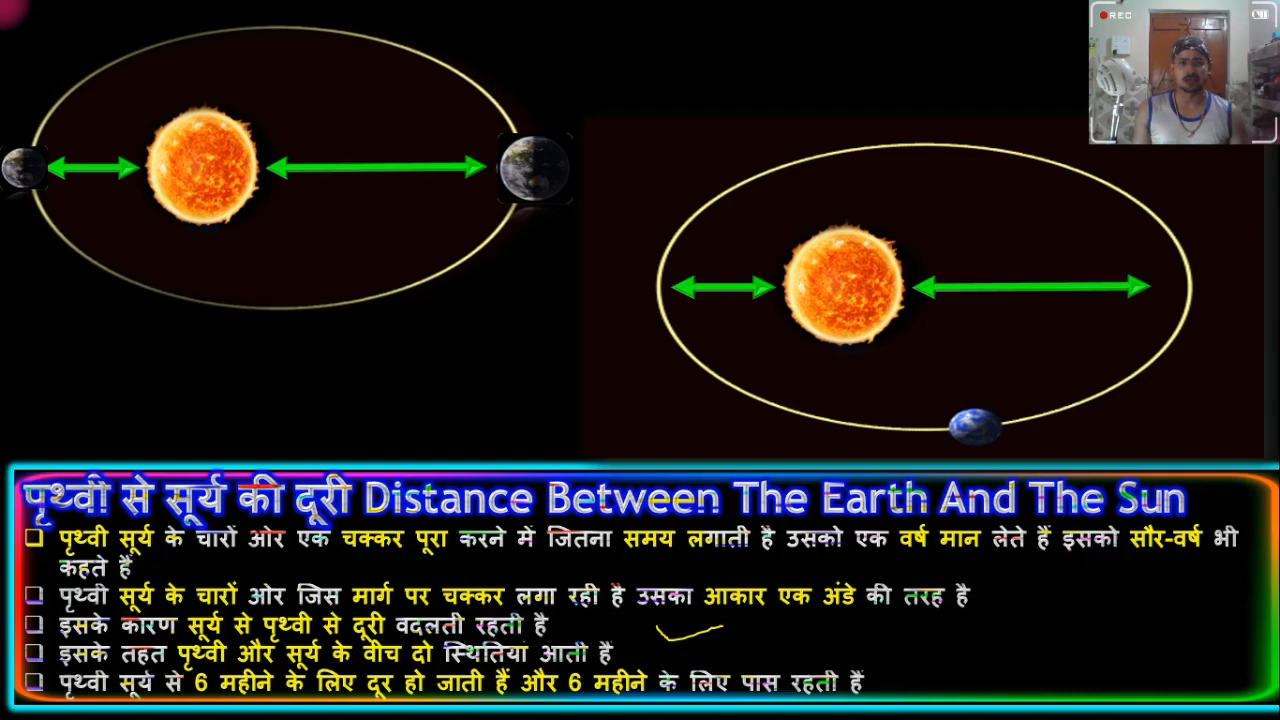 REC
पृथ्वी से सूर्य की दूरी Distance Between The Earth And The Sun
❑ पृथ्वी सूर्य के चारों ओर एक चक्कर पूरा करने में जितना समय लगाती है उसको एक वर्ष मान लेते हैं इसको सौर-वर्ष भी
कहते हैं
❑ पृथ्वी सूर्य के चारों ओर जिस मार्ग पर चक्कर लगा रही है उसका आकार एक अंडे की तरह है
❑ इसके कारण सूर्य से पृथ्वी से दूरी वदलती रहती है
❑ इसके तहत पृथ्वी और सूर्य के वीच दो स्थितियां आती हैं
❑ पृथ्वी सूर्य से 6 महीने के लिए दूर हो जाती हैं और 6 महीने के लिए पास रहती हैं